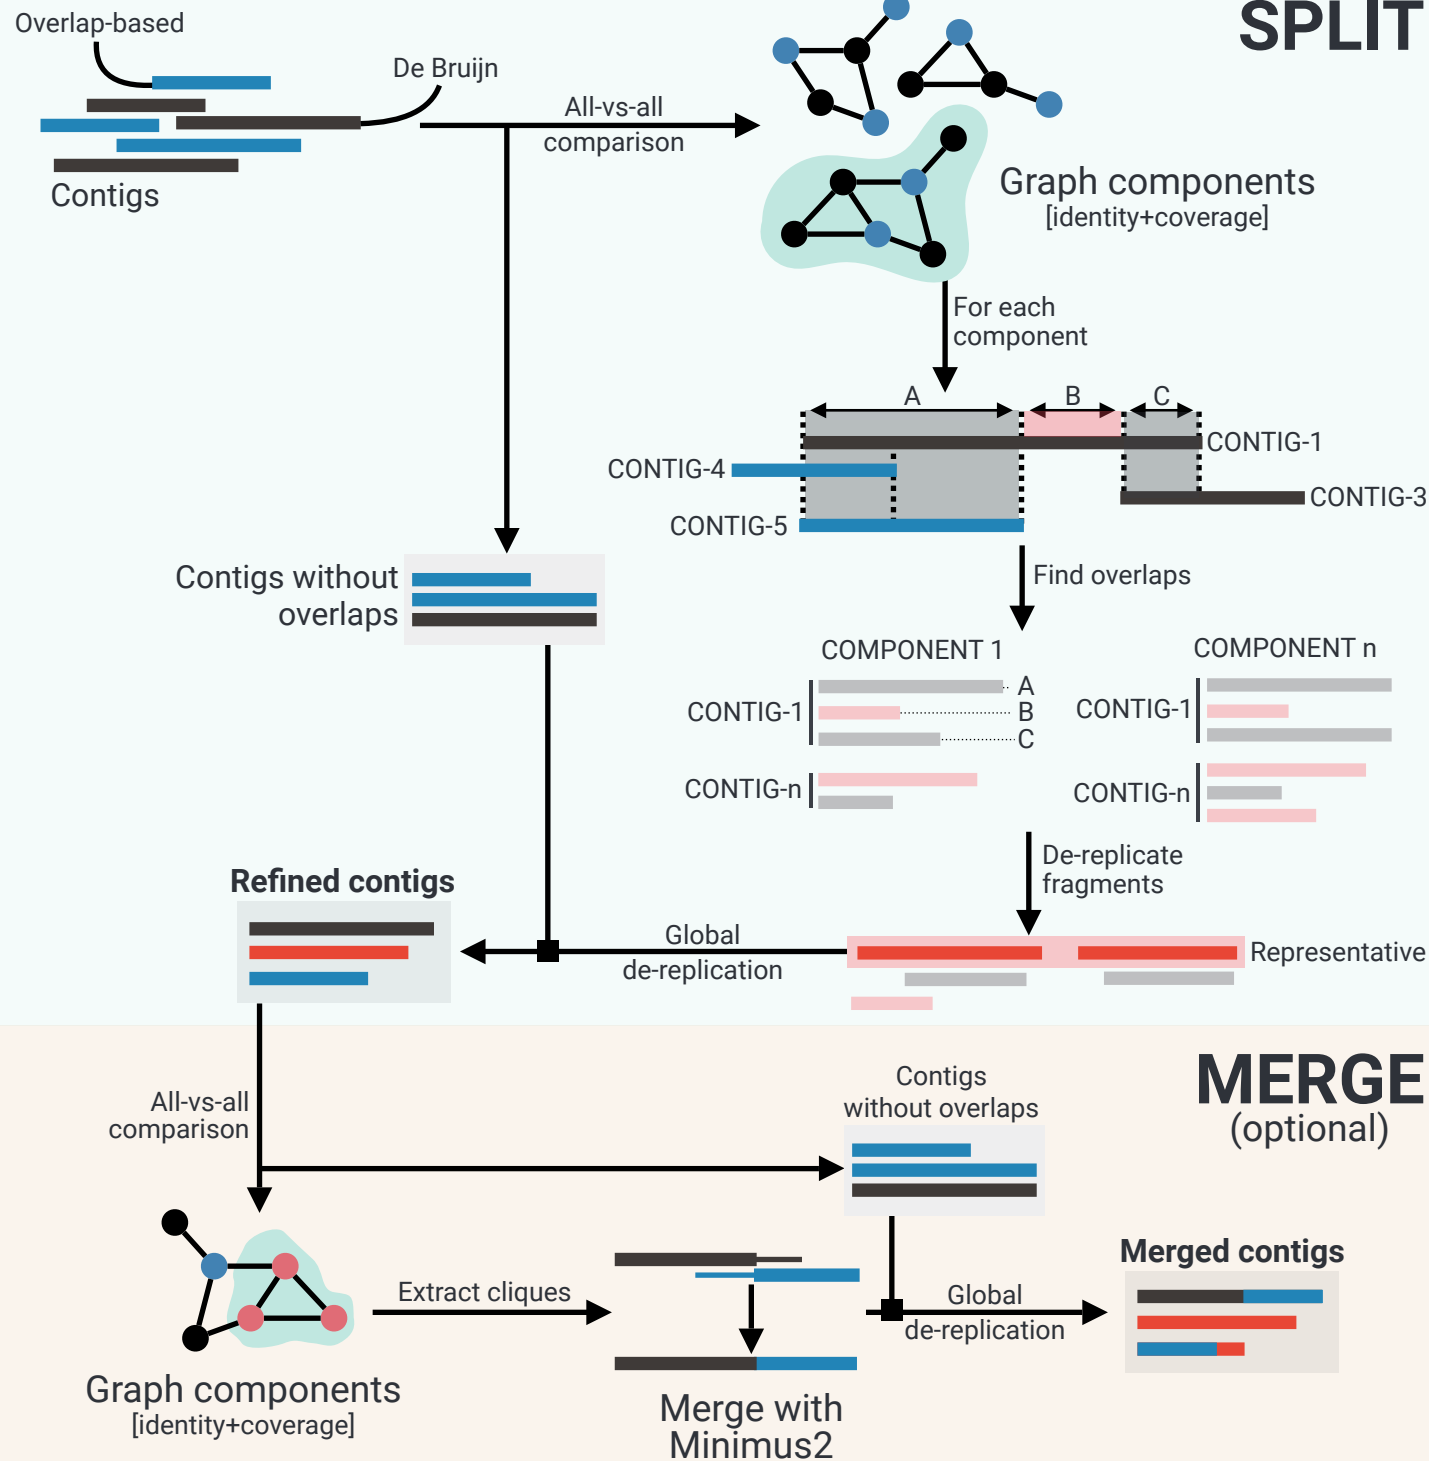 SPLIT
Overlap-based
De Bruijn
All-vs-all
comparison
Contigs
Graph components
[identity+coverage]
For each
component
A
B
C
CONTIG-1
CONTIG-4
CONTIG-3
CONTIG-5
Find overlaps
Contigs without
overlaps
COMPONENT 1
COMPONENT n
CONTIG-1
A
B
C
CONTIG-n
CONTIG-1
CONTIG-n
De-replicate
fragments
Representative
Global
de-replication
Refined contigs
MERGE
(optional)
All-vs-all
comparison
Contigs
without overlaps
Graph components
[identity+coverage]
Extract cliques
Merge with
Minimus2
Global
de-replication
Merged contigs